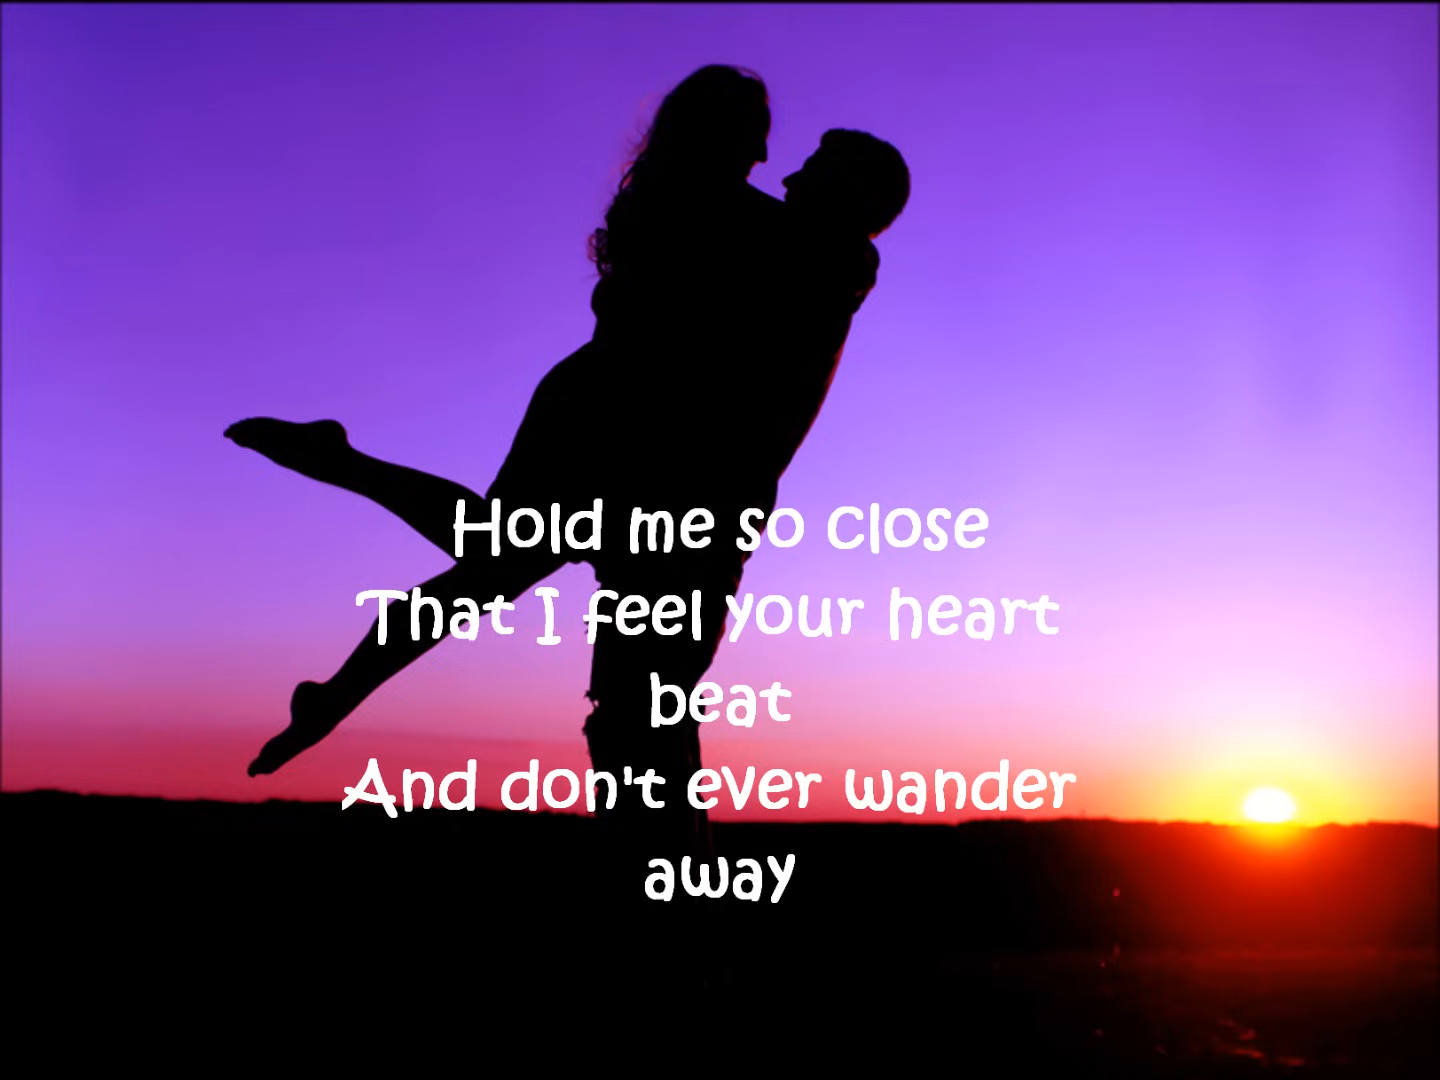 Hold me so close
That I feel your heart
beat
And don't ever wander
away